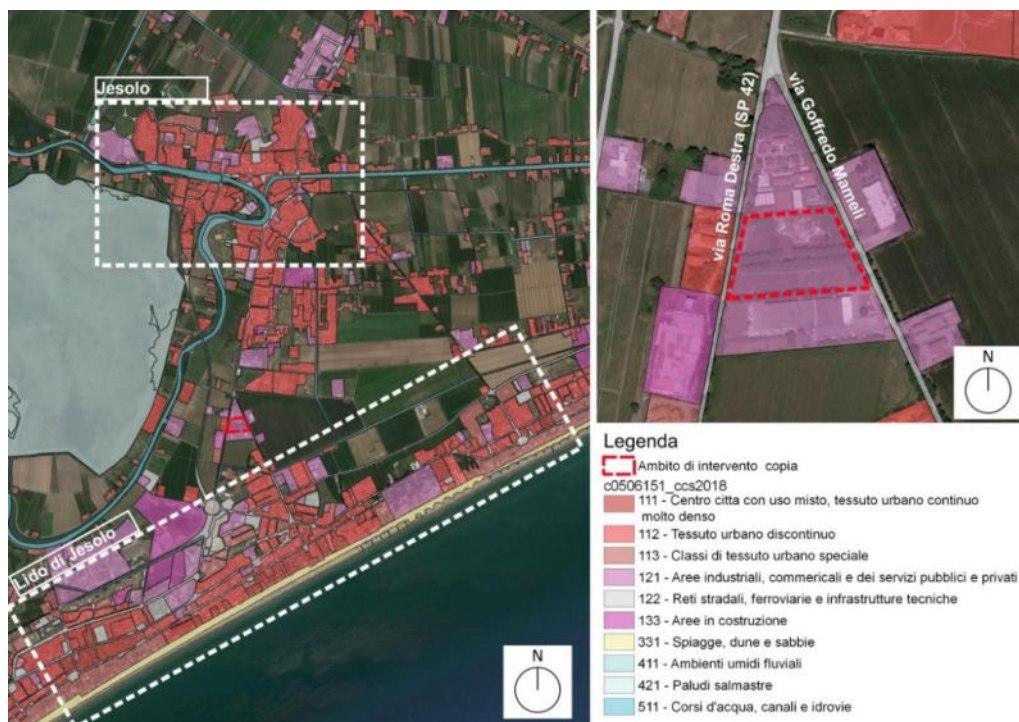 Jesolo
Lido di Jesolo
N
via Roma Destra (SP 42)
via Goffredo Mameli
N
Legenda
Ambito di intervento copia
c0506151_ccs2018
111 - Centro citta con uso misto, tessuto urbano continuo
molto denso
112 - Tessuto urbano discontinuo
113 - Classi di tessuto urbano speciale
121 - Aree industriali, commericali e dei servizi pubblici e privati
122 - Reti stradali, ferroviarie e infrastrutture tecniche
133 - Aree in costruzione
331 - Spiagge, dune e sabbie
411 - Ambienti umidi fluviali
421 - Paludi salmastre
511 - Corsi d'acqua, canali e idrovie